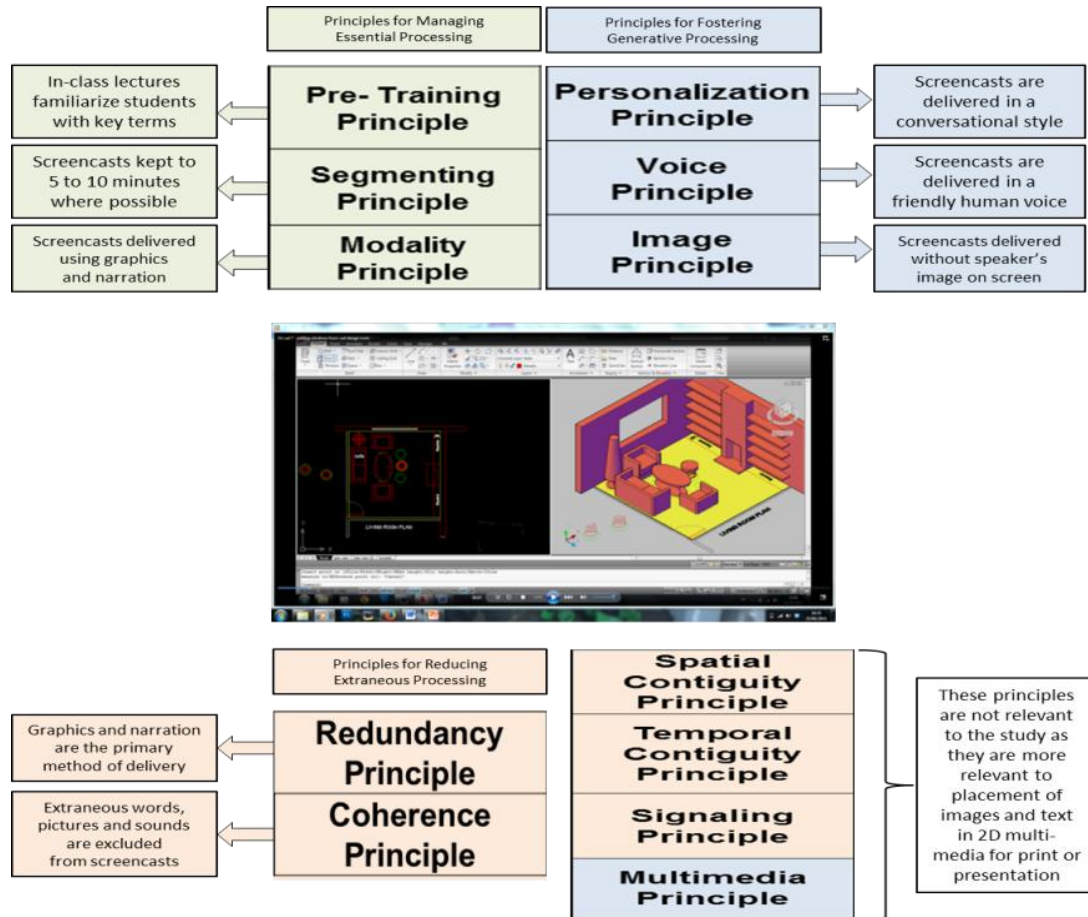 Principles for Managing
Essential Processing
Principles for Fostering
Generative Processing
In-class lectures
familiarize students
with key terms
Pre- Training
Principle
Personalization
Principle
Screencasts are
delivered in a
conversational style
Screencasts kept to
5 to 10 minutes
where possible
Segmenting
Principle
Voice
Principle
Screencasts are
delivered in a
friendly human voice
Screencasts delivered
using graphics
and narration
Modality
Principle
Image
Principle
Screencasts delivered
without speaker's
image on screen
LIVING ROOM PLAN
LIVING ROOM PLAN
Principles for Reducing
Extraneous Processing
Graphics and narration
are the primary
method of delivery
Redundancy
Principle
Extraneous words,
pictures and sounds
are excluded
from screencasts
Coherence
Principle
Spatial
Contiguity
Principle
Temporal
Contiguity
Principle
Signaling
Principle
Multimedia
Principle
These principles
are not relevant
to the study as
they are more
relevant to
placement of
images and text
in 2D multi-
media for print or
presentation